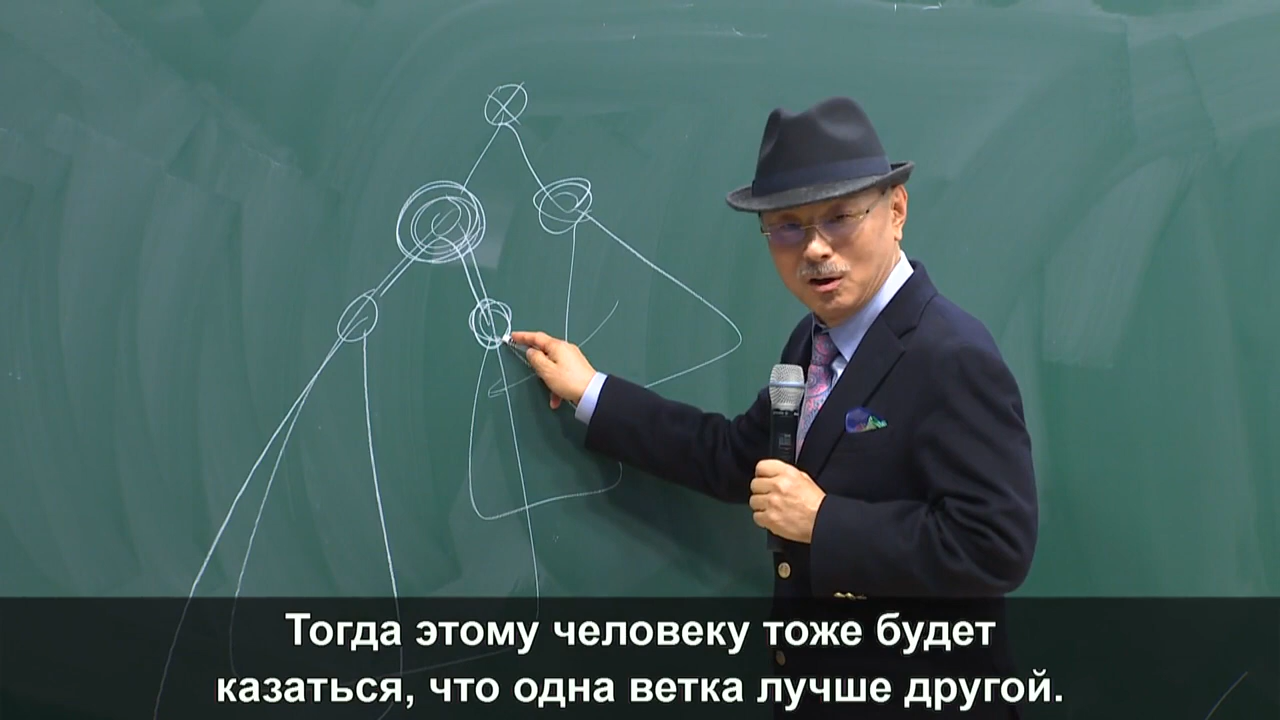 Тогда этому человеку тоже будет
казаться, что одна ветка лучше другой.